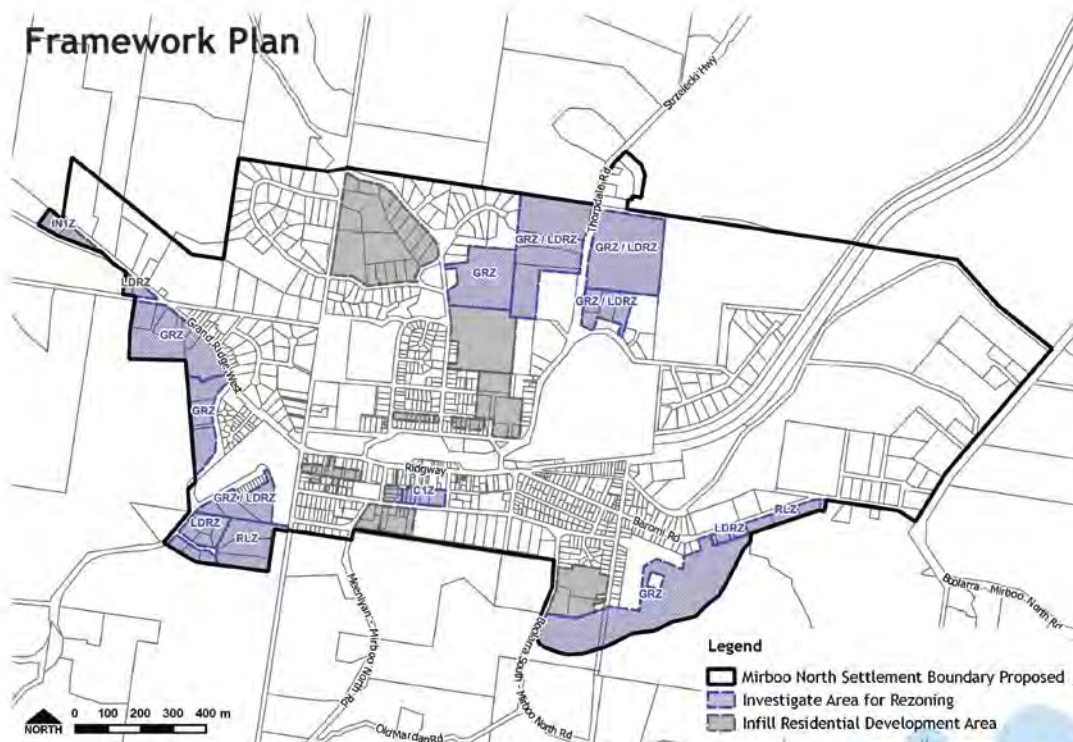 Framework Plan
Strzelecki Hwy
Thorpdale Rd
IN1Z
GRZ / LDRZ
GRZ / LDRZ
GRZ
LDRZ
GRZ / LDRZ
GRZ
Grand Ridge West
GRZ
Ridgway
C1Z
GRZ / LDRZ
LDRZ
RLZ
Baromi Rd
LDRZ
RLZ
GRZ
Meeniyan - Mirboo North Rd
Boolarra South - Mirboo North Rd
Boolarra - Mirboo North Rd
Old Mardan Rd
Legend
Mirboo North Settlement Boundary Proposed
Investigate Area for Rezoning
Infill Residential Development Area
NORTH
0 100 200 300 400 m